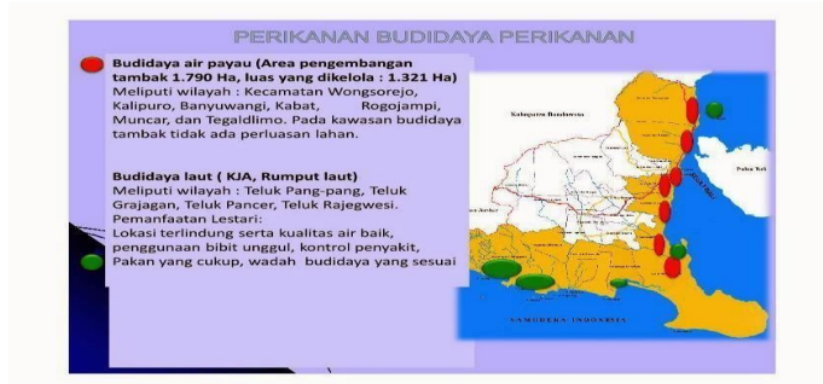 PERIKANAN BUDIDAYA PERIKANAN
Budidaya air payau (Area pengembangan
tambak 1.790 Ha, luas yang dikelola : 1.321 Ha)
Meliputi wilayah : Kecamatan Wongsorejo,
Kalipuro, Banyuwangi, Kabat, Rogojampi,
Muncar, dan Tegaldlimo. Pada kawasan budidaya
tambak tidak ada perluasan lahan.
Budidaya laut ( KJA, Rumput laut)
Meliputi wilayah : Teluk Pang-pang, Teluk
Grajagan, Teluk Pancer, Teluk Rajegwesi.
Pemanfaatan Lestari:
Lokasi terlindung serta kualitas air baik,
penggunaan bibit unggul, kontrol penyakit,
Pakan yang cukup, wadah budidaya yang sesuai
Kabupaten Bondowoso
Pulau Bali
SAMUDERA INDONESIA